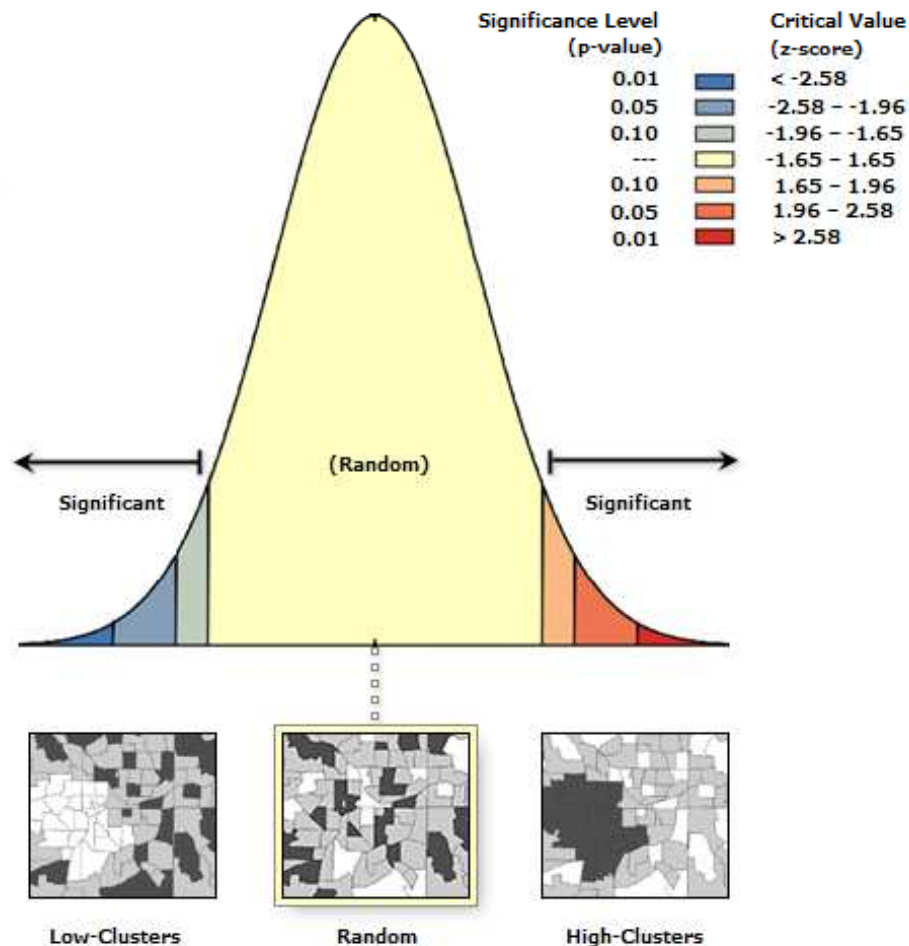 Significance Level Critical Value
(p-value) (z-score)
0.01 < -2.58
0.05 -2.58 – -1.96
0.10 -1.96 – -1.65
--- -1.65 – 1.65
0.10 1.65 – 1.96
0.05 1.96 – 2.58
0.01 > 2.58
(Random)
Significant Significant
Low-Clusters Random High-Clusters